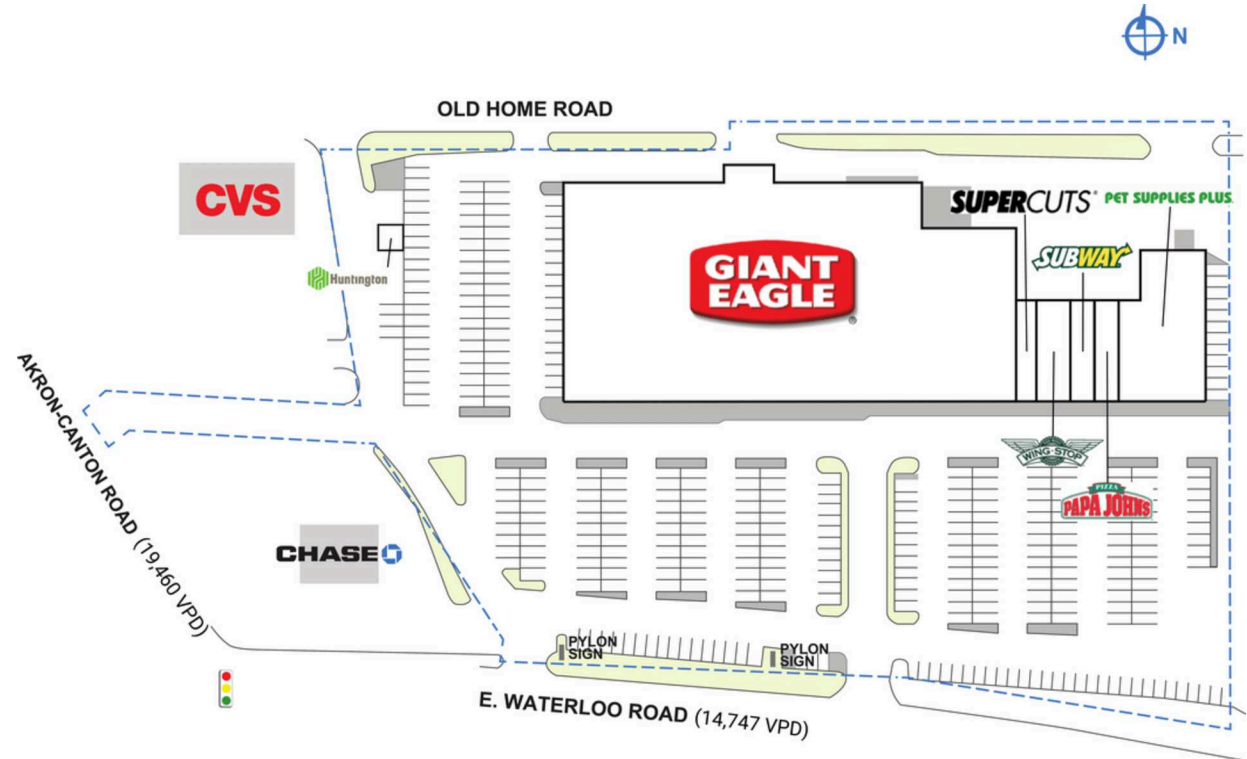 N
OLD HOME ROAD
CVS
SUPERCUTS®
PET SUPPLIES PLUS.
SUBWAY
Huntington
GIANT
EAGLE
®
AKRON-CANTON ROAD (19,460 VPD)
WING·STOP
PIZZA
PAPA JOHNS
CHASE
PYLON
SIGN
PYLON
SIGN
E. WATERLOO ROAD (14,747 VPD)